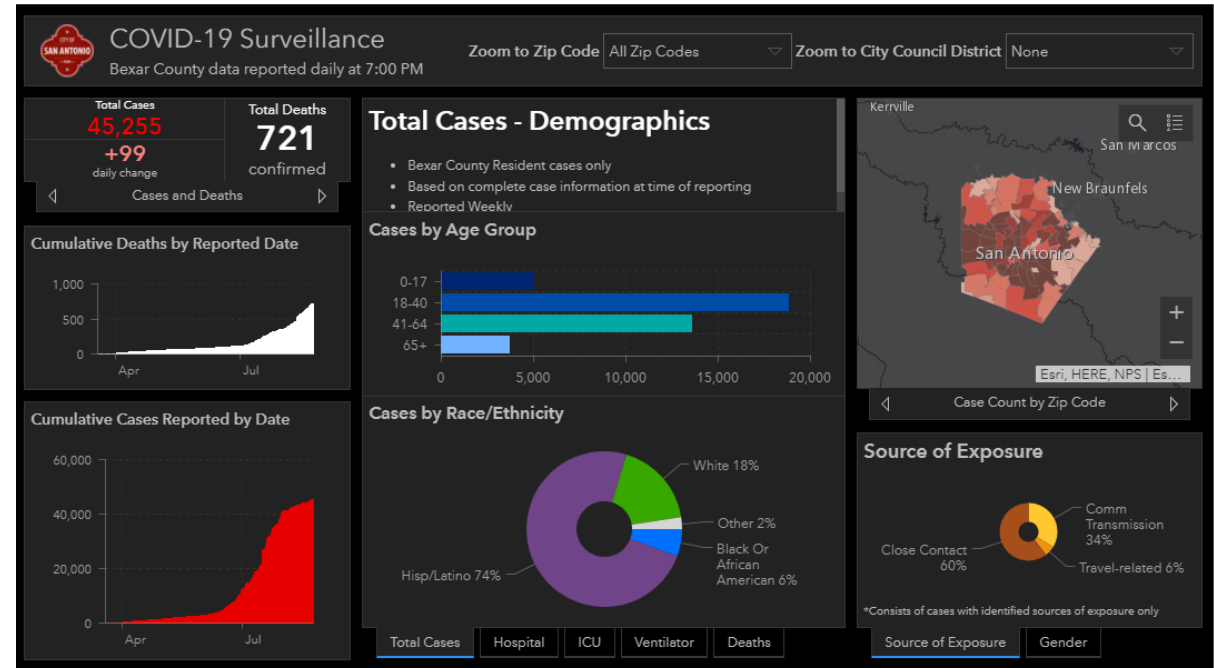 CITY OF
SAN ANTONIO
COVID-19 Surveillance
Bexar County data reported daily at 7:00 PM
Zoom to Zip Code All Zip Codes
Zoom to City Council District None
Total Cases
45,255
+99
daily change
Total Deaths
721
confirmed
Cases and Deaths
Cumulative Deaths by Reported Date
1,000
500
0
Apr Jul
Cumulative Cases Reported by Date
60,000
40,000
20,000
0
Apr Jul
Total Cases - Demographics
• Bexar County Resident cases only
• Based on complete case information at time of reporting
• Reported Weekly
Cases by Age Group
0-17
18-40
41-64
65+
0 5,000 10,000 15,000 20,000
Cases by Race/Ethnicity
White 18%
Other 2%
Black Or
African
American 6%
Hisp/Latino 74%
Total Cases Hospital ICU Ventilator Deaths
Kerrville
San Marcos
New Braunfels
San Antonio
+
−
Esri, HERE, NPS | Es...
Case Count by Zip Code
Source of Exposure
Comm
Transmission
34%
Close Contact
60%
Travel-related 6%
*Consists of cases with identified sources of exposure only
Source of Exposure Gender